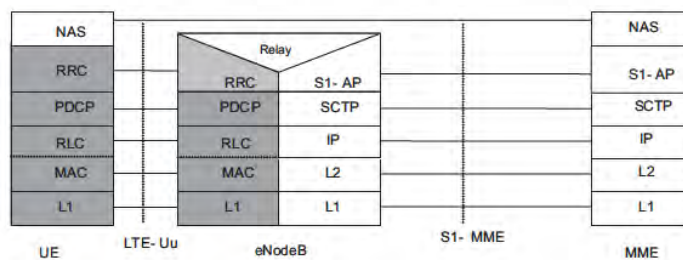 NAS NAS
Relay
RRC RRC S1- AP S1- AP
PDCP PDCP SCTP SCTP
RLC RLC IP IP
MAC MAC L2 L2
L1 L1 L1 L1
LTE- Uu S1- MME
UE eNodeB MME